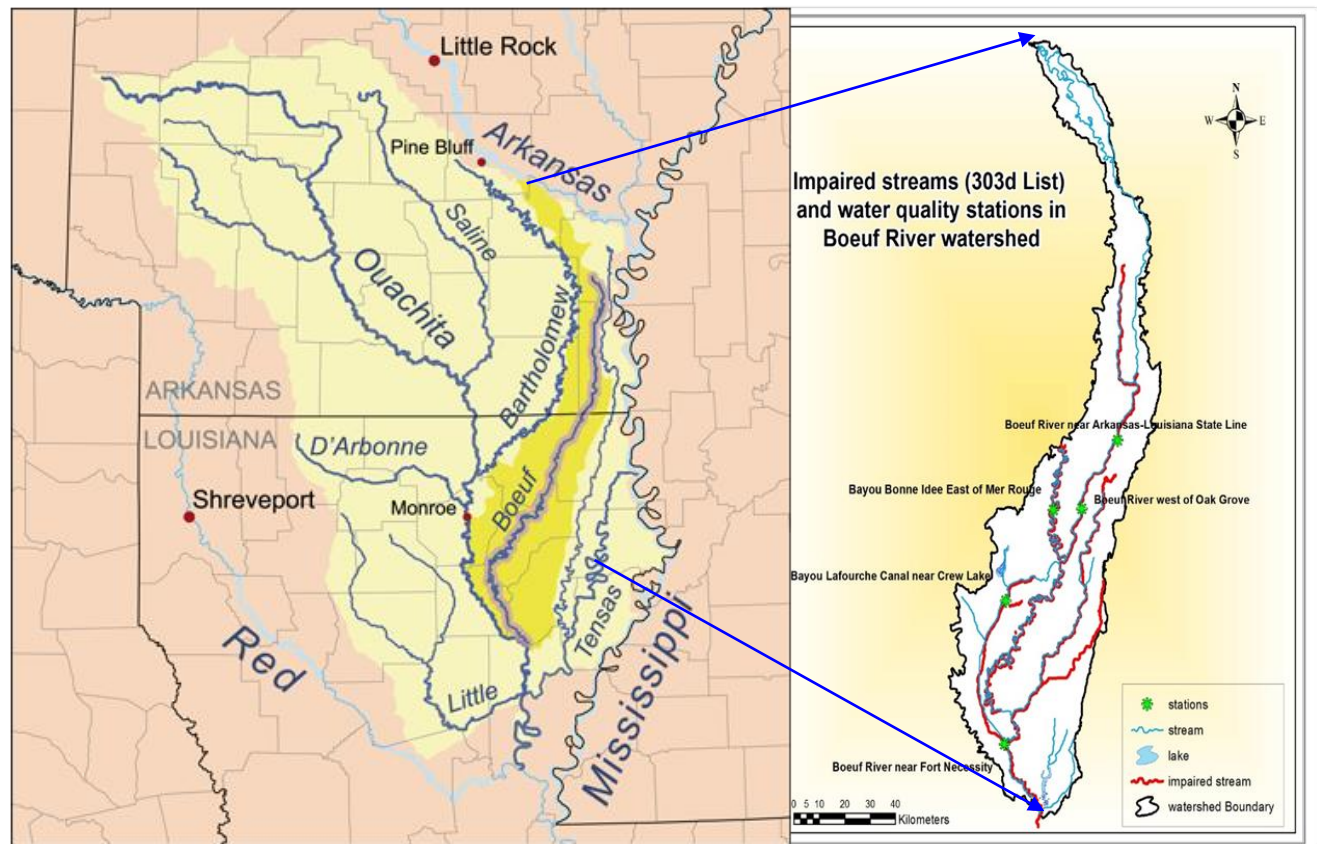 Little Rock
Pine Bluff
Arkansas
Saline
Ouachita
Bartholomew
ARKANSAS
LOUISIANA
D'Arbonne
Boeuf
Shreveport
Monroe
Tensas
Red
Little
Mississippi
N
W E
S
Impaired streams (303d List)
and water quality stations in
Boeuf River watershed
Boeuf River near Arkansas-Louisiana State Line
Bayou Bonne Idee East of Mer Rouge
Boeuf River west of Oak Grove
Bayou Lafourche Canal near Crew Lake
Boeuf River near Fort Necessity
stations
stream
lake
impaired stream
watershed Boundary
0 5 10 20 30 40
Kilometers